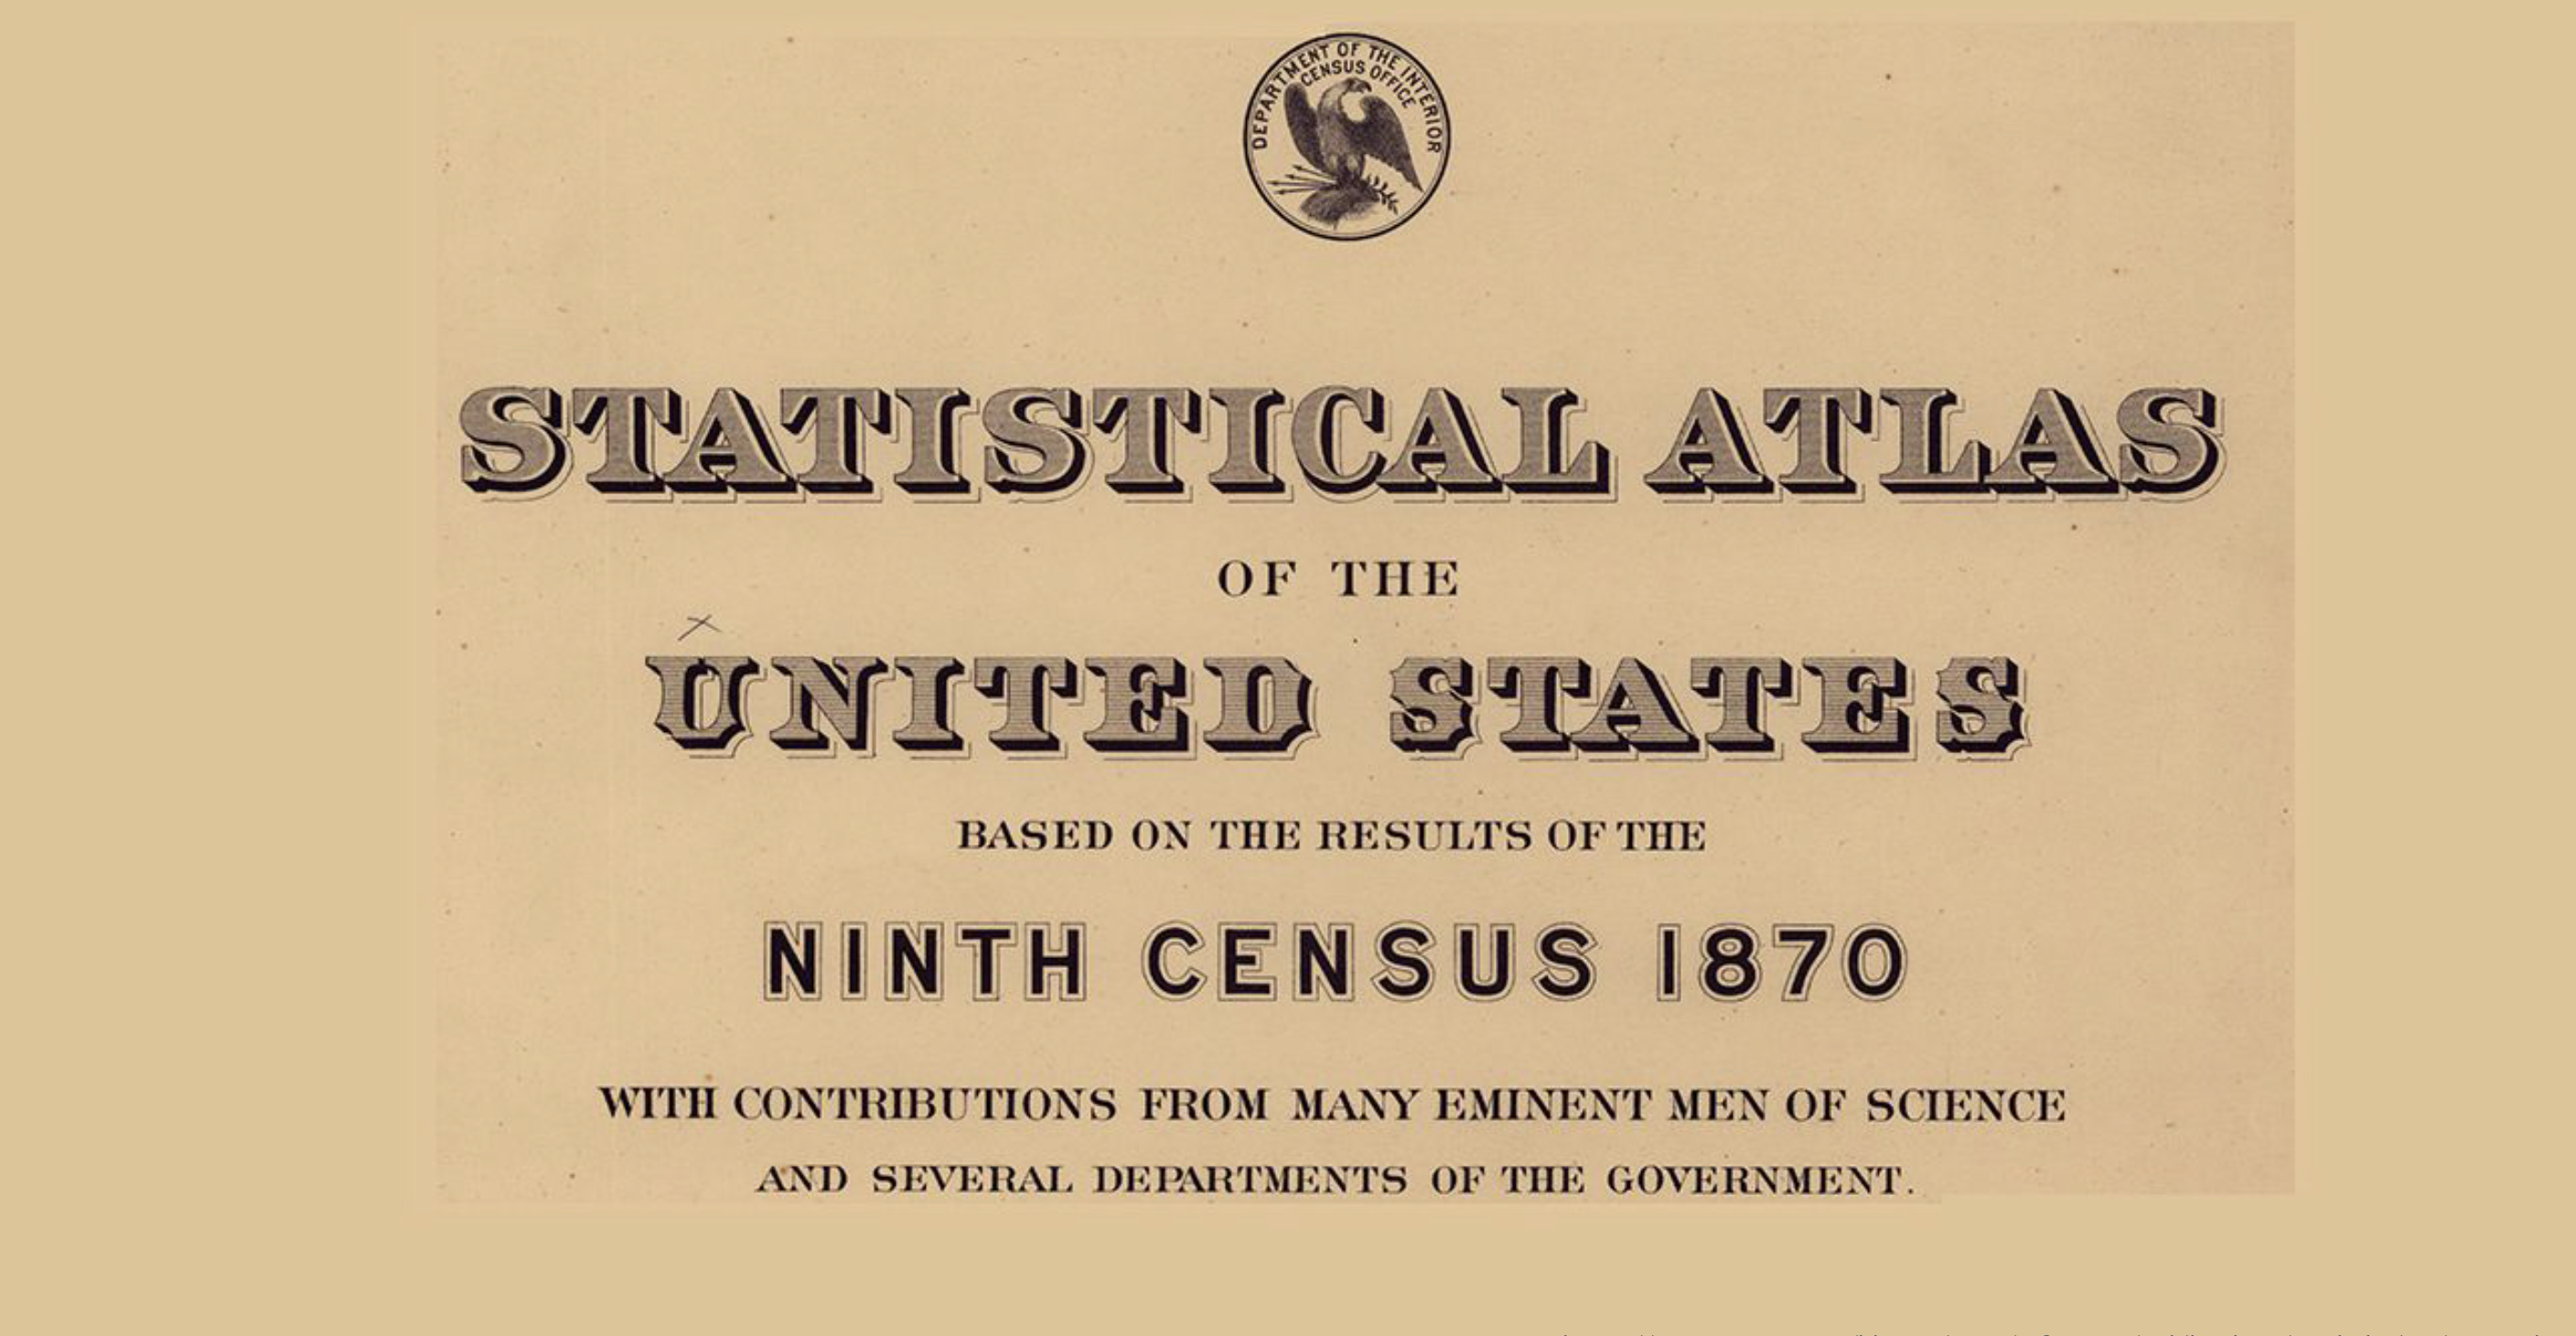 DEPARTMENT OF THE INTERIOR
CENSUS OFFICE
STATISTICAL ATLAS
OF THE
UNITED STATES
BASED ON THE RESULTS OF THE
NINTH CENSUS 1870
WITH CONTRIBUTIONS FROM MANY EMINENT MEN OF SCIENCE
AND SEVERAL DEPARTMENTS OF THE GOVERNMENT.